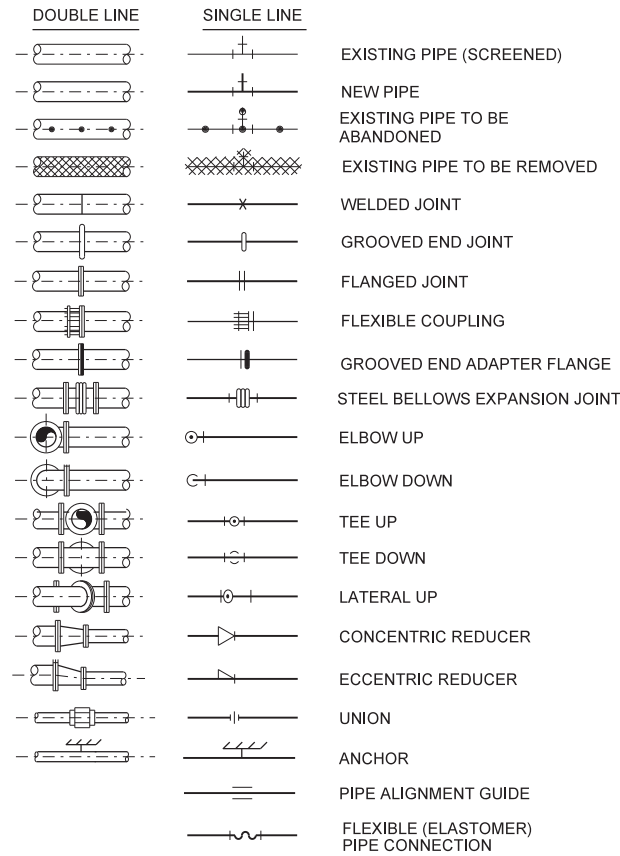 DOUBLE LINE SINGLE LINE
EXISTING PIPE (SCREENED)
NEW PIPE
EXISTING PIPE TO BE
ABANDONED
EXISTING PIPE TO BE REMOVED
WELDED JOINT
GROOVED END JOINT
FLANGED JOINT
FLEXIBLE COUPLING
GROOVED END ADAPTER FLANGE
STEEL BELLOWS EXPANSION JOINT
ELBOW UP
ELBOW DOWN
TEE UP
TEE DOWN
LATERAL UP
CONCENTRIC REDUCER
ECCENTRIC REDUCER
UNION
ANCHOR
PIPE ALIGNMENT GUIDE
FLEXIBLE (ELASTOMER)
PIPE CONNECTION